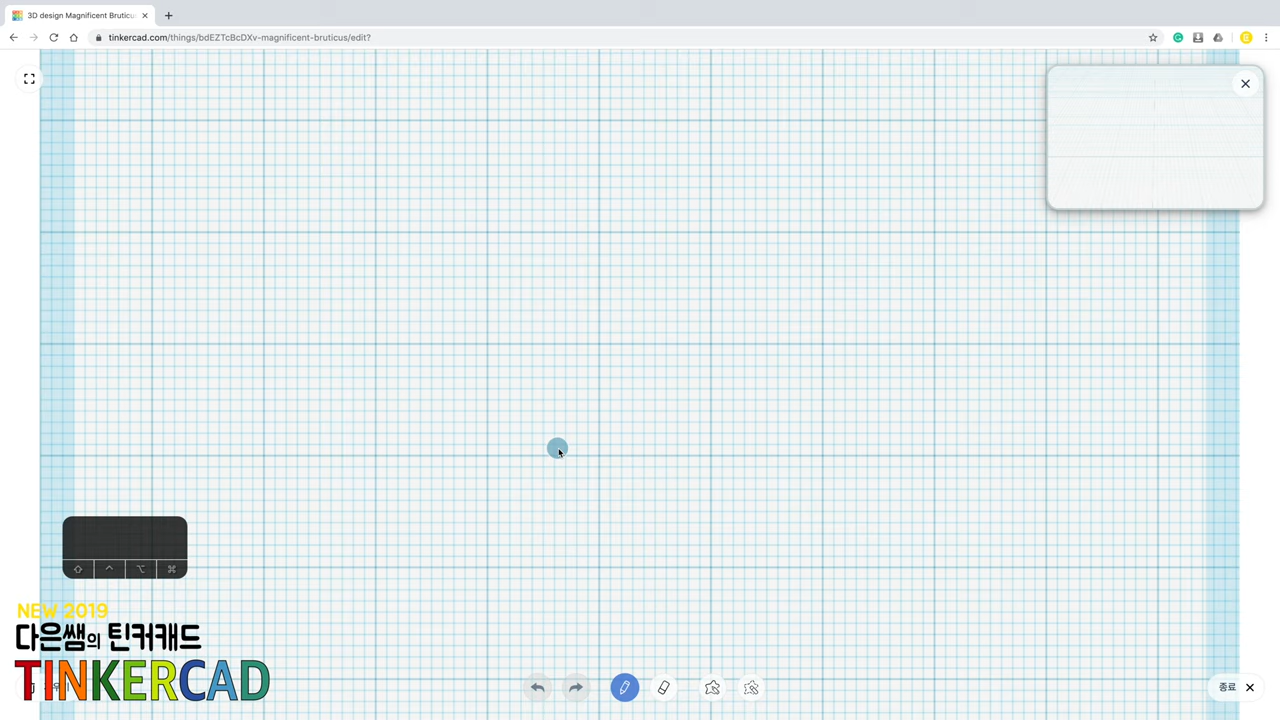 3D design Magnificent Bruticus
tinkercad.com/things/bdEZTcBcDXv-magnificent-bruticus/edit?
NEW 2019
다은쌤의 틴커캐드
TINKERCAD
종료